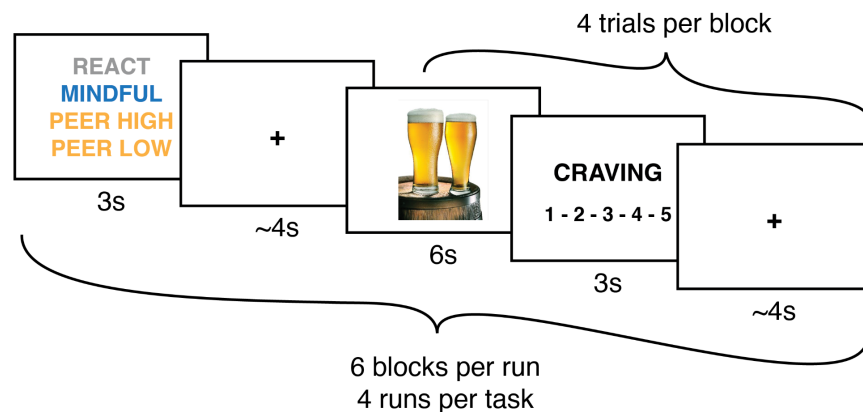 4 trials per block
REACT
MINDFUL
PEER HIGH
PEER LOW
3s
+
~4s
6s
CRAVING
1 - 2 - 3 - 4 - 5
3s
+
~4s
6 blocks per run
4 runs per task